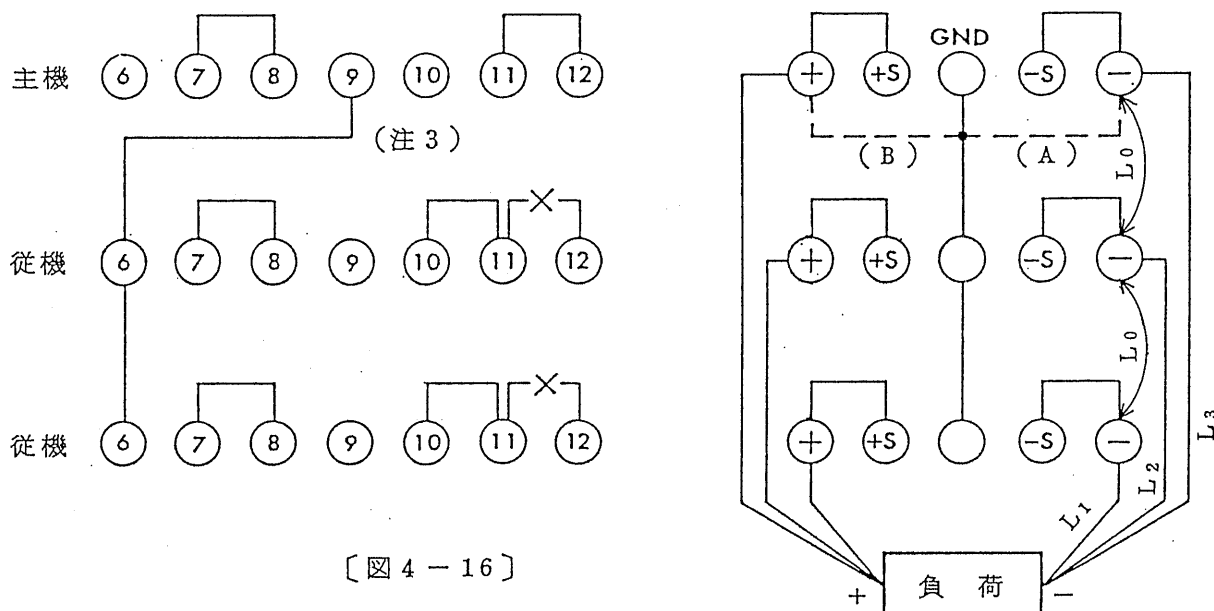 主機 6 7 8 9 10 11 12
(注3)
従機 6 7 8 9 10 11 12
従機 6 7 8 9 10 11 12
〔図4-16〕
GND
+ +S -S -
(B) (A)
L0
+ +S -S -
L0
+ +S -S -
L1 L2 L3
+ 負荷 -